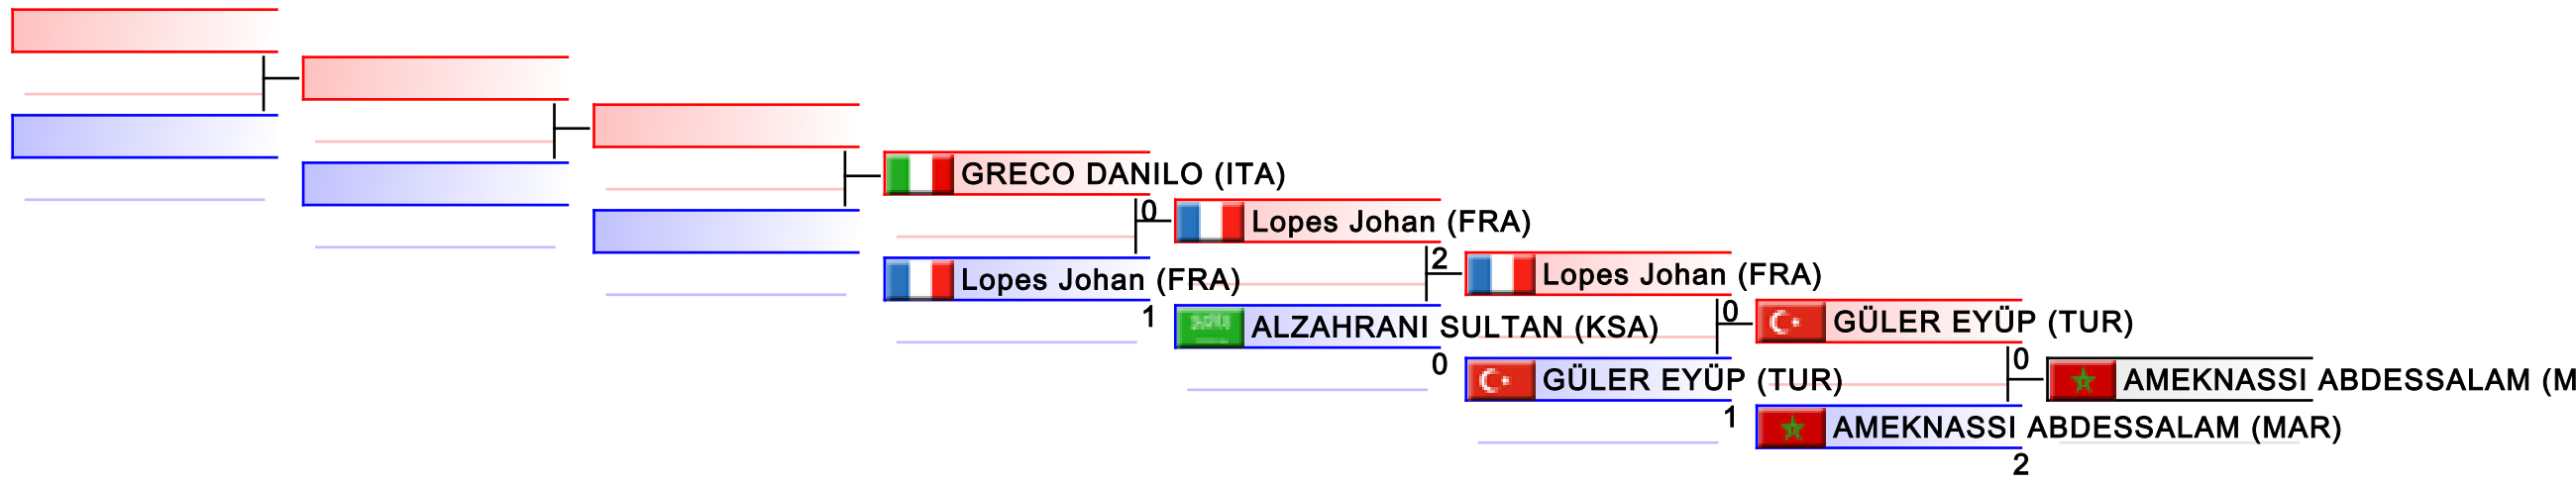 GRECO DANILO (ITA)
0
Lopes Johan (FRA)
Lopes Johan (FRA)
1
2
ALZAHRANI SULTAN (KSA)
0
Lopes Johan (FRA)
0
GÜLER EYÜP (TUR)
1
GÜLER EYÜP (TUR)
0
AMEKNASSI ABDESSALAM (MAR)
2
AMEKNASSI ABDESSALAM (M